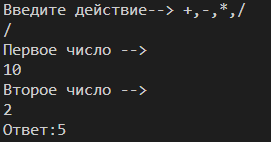 Введите действие--> +,-,*,/
/
Первое число -->
10
Второе число -->
2
Ответ:5